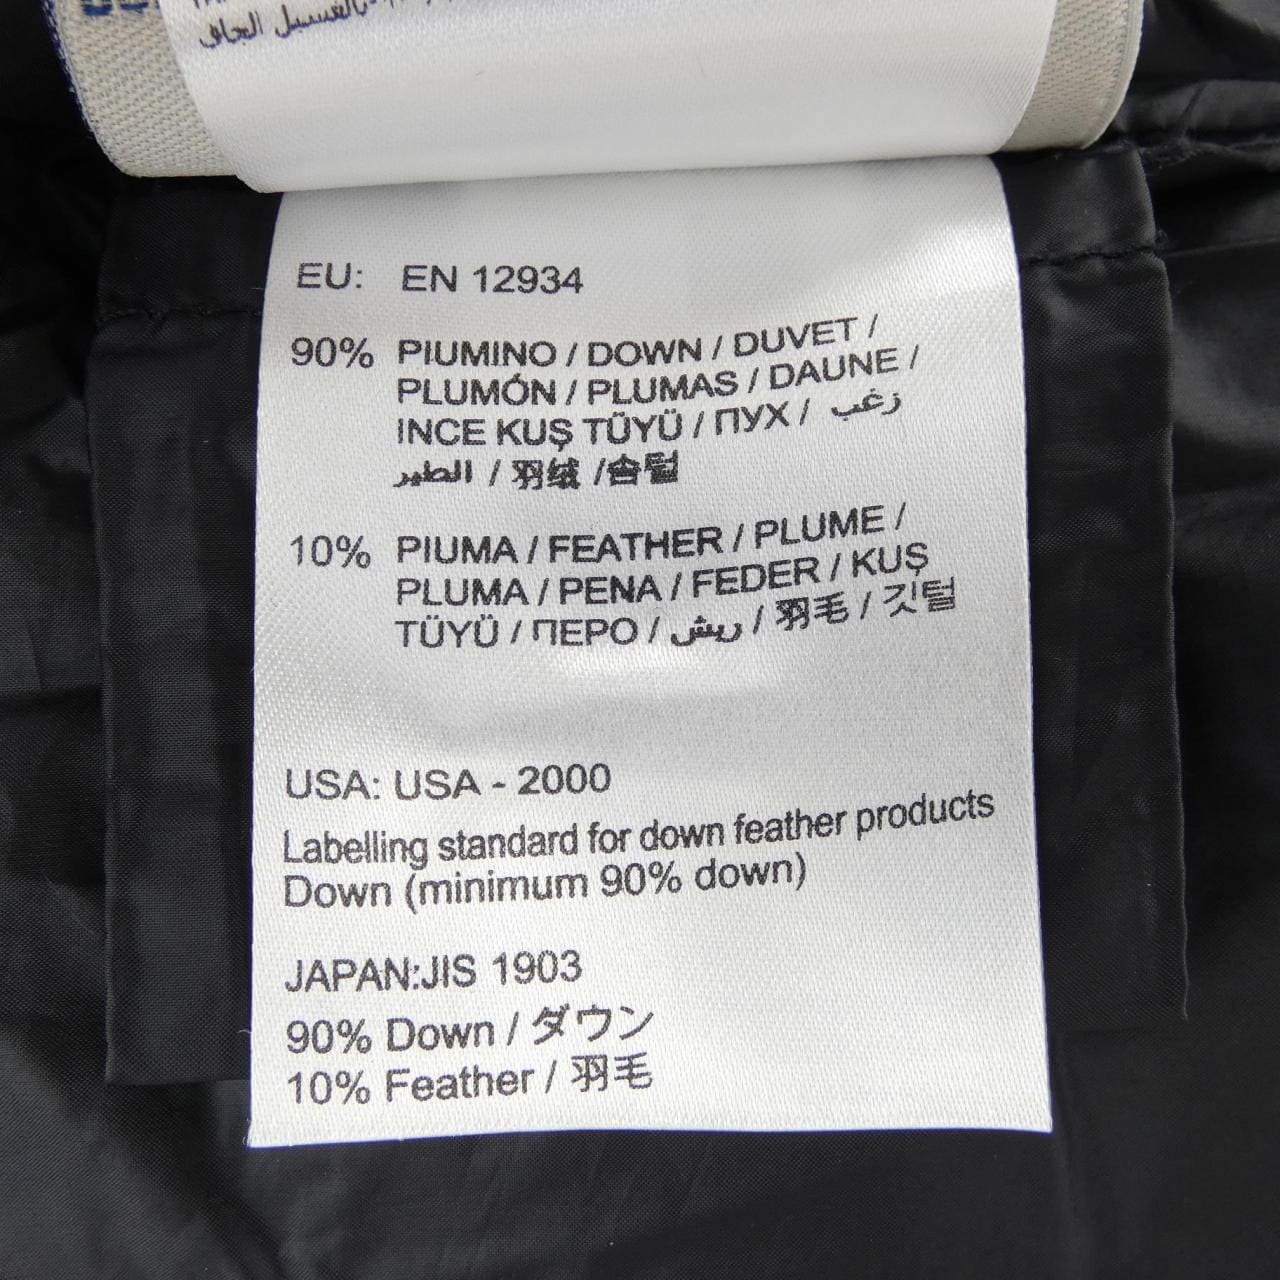 بالغسيل الجاف
EU: EN 12934
90% PIUMINO / DOWN / DUVET /
PLUMÓN / PLUMAS / DAUNE /
INCE KUŞ TÜYÜ / ПУХ / زغب
الطير / 羽绒 /솜털
10% PIUMA / FEATHER / PLUME /
PLUMA / PENA / FEDER / KUŞ
TÜYÜ / ПЕРО / ريش / 羽毛 / 깃털
USA: USA - 2000
Labelling standard for down feather products
Down (minimum 90% down)
JAPAN:JIS 1903
90% Down / ダウン
10% Feather / 羽毛